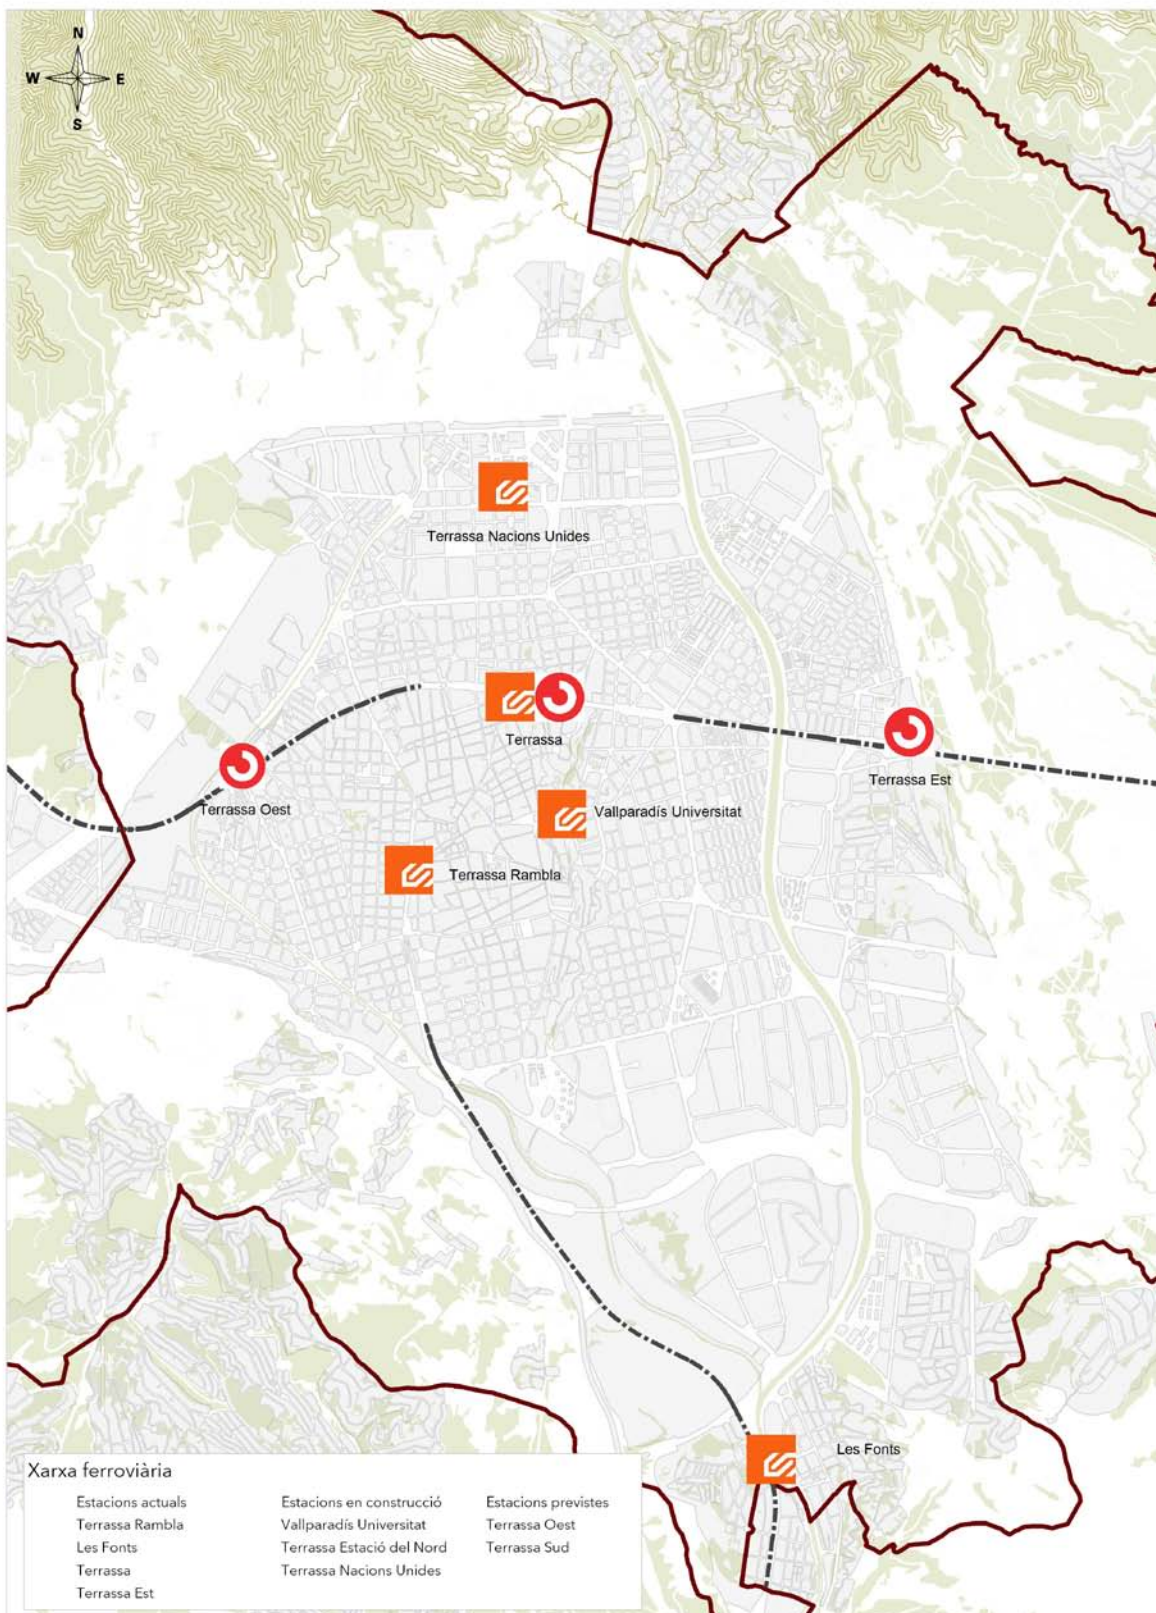 N
W E
S
Terrassa Nacions Unides
Terrassa
Terrassa Est
Terrassa Oest
Vallparadís Universitat
Terrassa Rambla
Les Fonts
Xarxa ferroviària
Estacions actuals Estacions en construcció Estacions previstes
Terrassa Rambla Vallparadís Universitat Terrassa Oest
Les Fonts Terrassa Estació del Nord Terrassa Sud
Terrassa Terrassa Nacions Unides
Terrassa Est